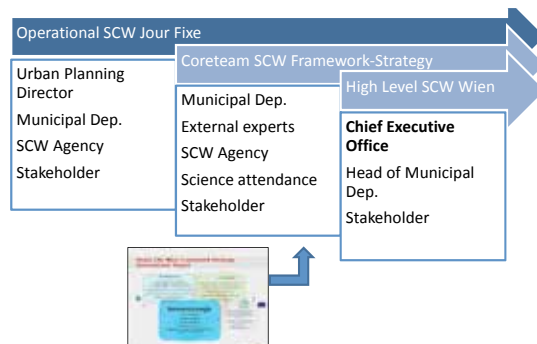 Operational SCW Jour Fixe
Coreteam SCW Framework-Strategy
High Level SCW Wien
Urban Planning
Director
Municipal Dep.
SCW Agency
Stakeholder
Municipal Dep.
External experts
SCW Agency
Science attendance
Stakeholder
Chief Executive
Office
Head of Municipal
Dep.
Stakeholder